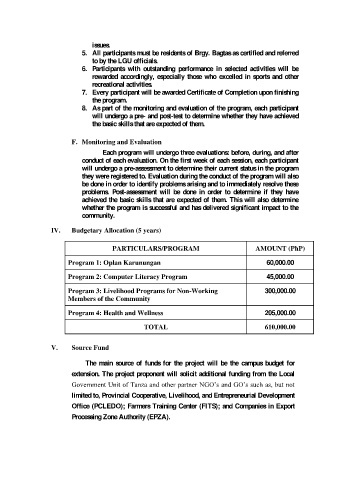 issues.
5. All participants must be residents of Brgy. Bagtas as certified and referred
to by the LGU officials.
6. Participants with outstanding performance in selected activities will be
rewarded accordingly, especially those who excelled in sports and other
recreational activities.
7. Every participant will be awarded Certificate of Completion upon finishing
the program.
8. As part of the monitoring and evaluation of the program, each participant
will undergo a pre- and post-test to determine whether they have achieved
the basic skills that are expected of them.
F. Monitoring and Evaluation
Each program will undergo three evaluations: before, during, and after
conduct of each evaluation. On the first week of each session, each participant
will undergo a pre-assessment to determine their current status in the program
they were registered to. Evaluation during the conduct of the program will also
be done in order to identify problems arising and to immediately resolve these
problems. Post-assessment will be done in order to determine if they have
achieved the basic skills that are expected of them. This will also determine
whether the program is successful and has delivered significant impact to the
community.
IV. Budgetary Allocation (5 years)
PARTICULARS/PROGRAM AMOUNT (PhP)
Program 1: Oplan Karunungan 60,000.00
Program 2: Computer Literacy Program 45,000.00
Program 3: Livelihood Programs for Non-Working 300,000.00
Members of the Community
Program 4: Health and Wellness 205,000.00
TOTAL 610,000.00
V. Source Fund
The main source of funds for the project will be the campus budget for
extension. The project proponent will solicit additional funding from the Local
Government Unit of Tanza and other partner NGO's and GO's such as, but not
limited to, Provincial Cooperative, Livelihood, and Entrepreneurial Development
Office (PCLEDO); Farmers Training Center (FITS); and Companies in Export
Processing Zone Authority (EPZA).